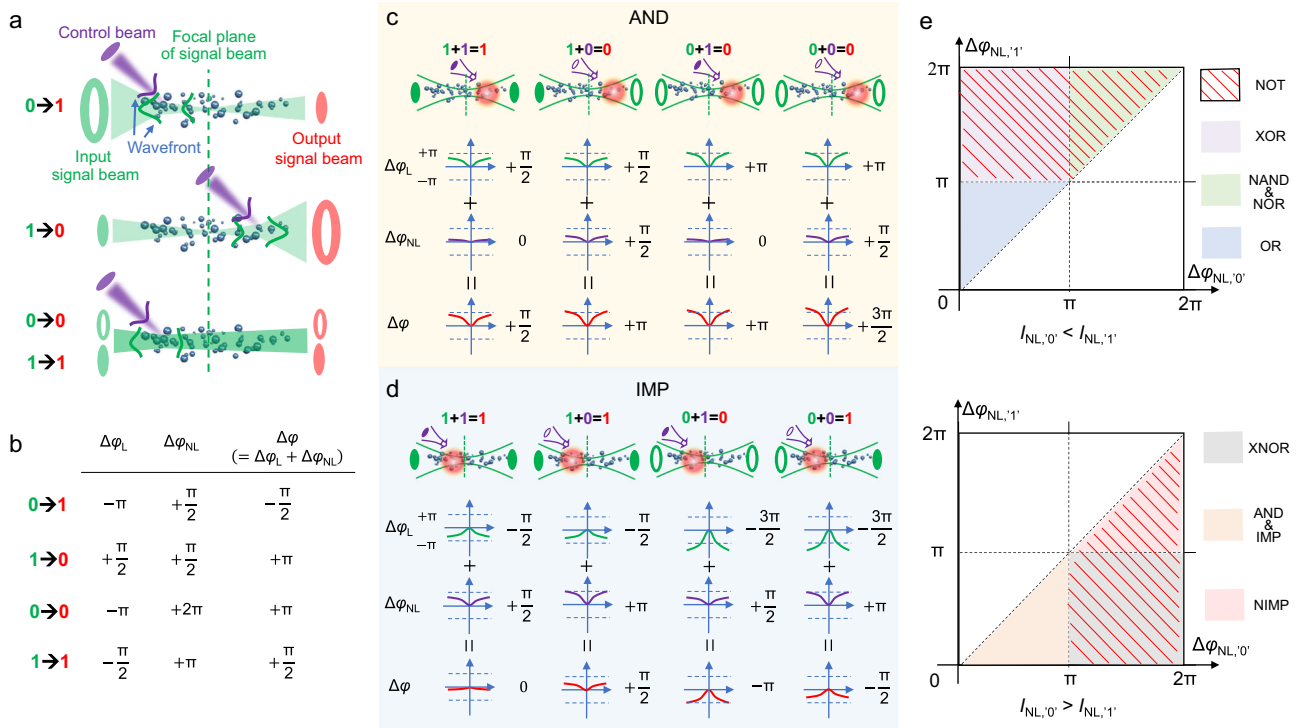 a
Control beam
Focal plane
of signal beam
0→1
Wavefront
Input
signal beam
Output
signal beam
1→0
0→0
1→1
b
Δφ_L Δφ_NL Δφ
(= Δφ_L + Δφ_NL)
0→1 −π +π/2 −π/2
1→0 +π/2 +π/2 +π
0→0 −π +2π +π
1→1 −π/2 +π +π/2
c
AND
1+1=1 1+0=0 0+1=0 0+0=0
Δφ_L +π −π +π/2 +π/2 +π +π
+ + + +
Δφ_NL 0 +π/2 0 +π/2
= = = =
Δφ +π/2 +π +π +3π/2
d
IMP
1+1=1 1+0=1 0+1=0 0+0=1
Δφ_L +π −π −π/2 −π/2 −3π/2 −3π/2
+ + + +
Δφ_NL +π/2 +π +π/2 +π
= = = =
Δφ 0 +π/2 −π −π/2
e
Δφ_NL,'1'
2π
π
0
π
2π
Δφ_NL,'0'
I_NL,'0' < I_NL,'1'
NOT
XOR
NAND
&
NOR
OR
Δφ_NL,'1'
2π
π
0
π
2π
Δφ_NL,'0'
I_NL,'0' > I_NL,'1'
XNOR
AND
&
IMP
NIMP